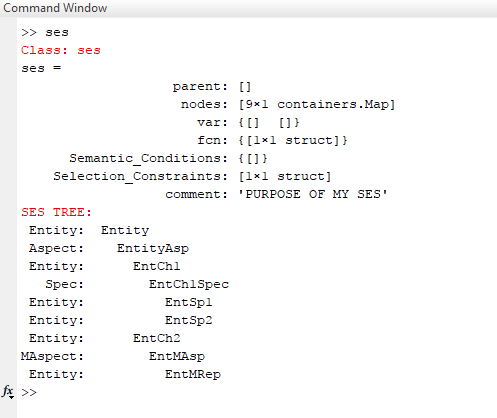 Command Window
>> ses
Class: ses
ses =
parent: []
nodes: [9×1 containers.Map]
var: {[] []}
fcn: {[1×1 struct]}
Semantic_Conditions: {[]}
Selection_Constraints: [1×1 struct]
comment: 'PURPOSE OF MY SES'
SES TREE:
Entity: Entity
Aspect: EntityAsp
Entity: EntCh1
Spec: EntCh1Spec
Entity: EntSp1
Entity: EntSp2
Entity: EntCh2
MAspect: EntMAsp
Entity: EntMRep
fx >>